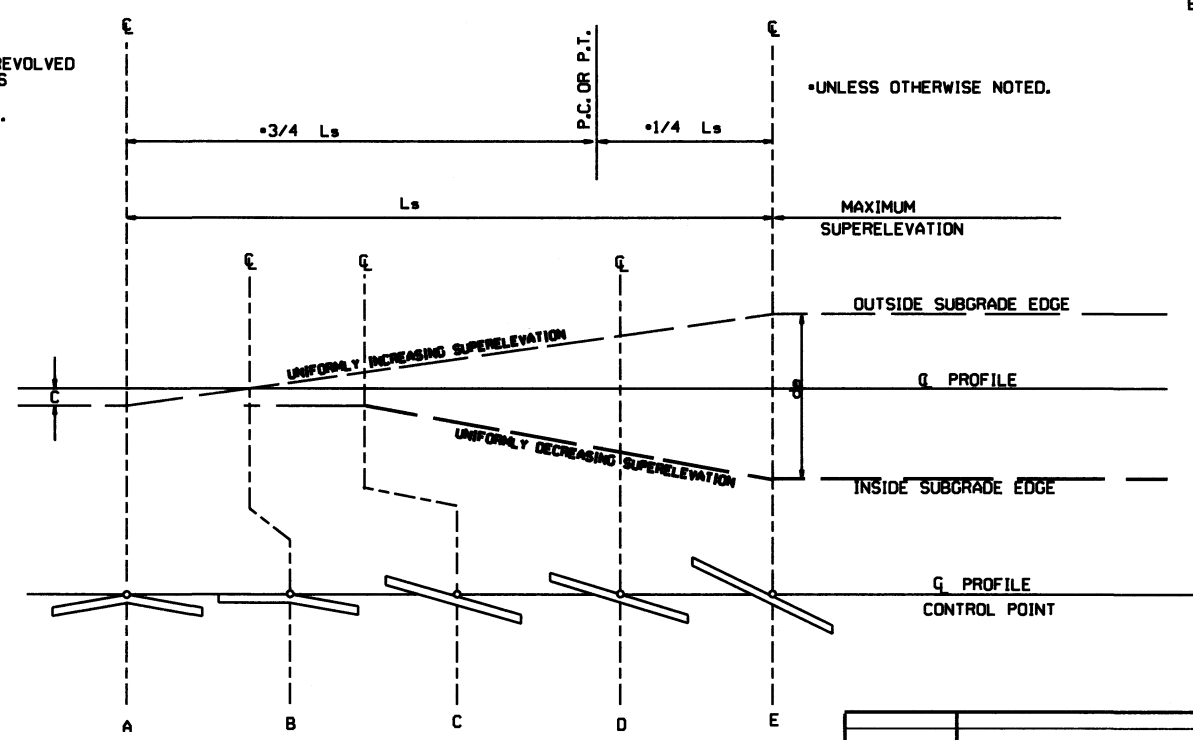 ℄
℄
REVOLVED
S
.
P.C. OR P.T.
*UNLESS OTHERWISE NOTED.
*3/4 Ls
*1/4 Ls
Ls
MAXIMUM
SUPERELEVATION
℄
℄
℄
OUTSIDE SUBGRADE EDGE
UNIFORMLY INCREASING SUPERELEVATION
℄ PROFILE
C
UNIFORMLY DECREASING SUPERELEVATION
INSIDE SUBGRADE EDGE
℄ PROFILE
CONTROL POINT
A
B
C
D
E